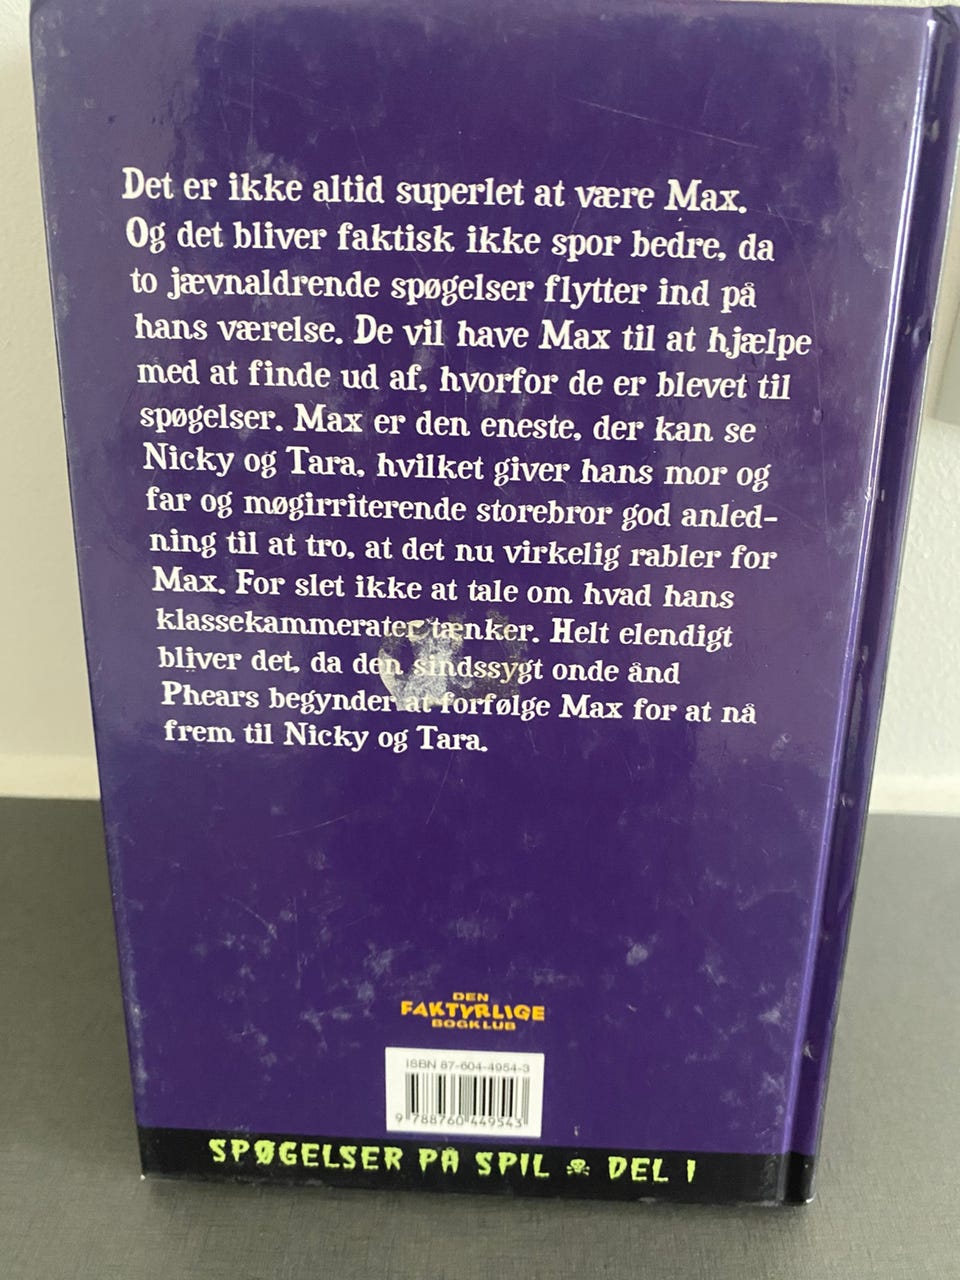 Det er ikke altid superlet at være Max.
Og det bliver faktisk ikke spor bedre, da
to jævnaldrende spøgelser flytter ind på
hans værelse. De vil have Max til at hjælpe
med at finde ud af, hvorfor de er blevet til
spøgelser. Max er den eneste, der kan se
Nicky og Tara, hvilket giver hans mor og
far og møgirriterende storebror god anled-
ning til at tro, at det nu virkelig rabler for
Max. For slet ikke at tale om hvad hans
klassekammerater tænker. Helt elendigt
bliver det, da den sindssygt onde ånd
Phears begynder at forfølge Max for at nå
frem til Nicky og Tara.
DEN
FAKTYRLIGE
BOGKLUB
ISBN 87-604-4954-3
9 788760 449543
SPØGELSER PÅ SPIL ☠ DEL 1